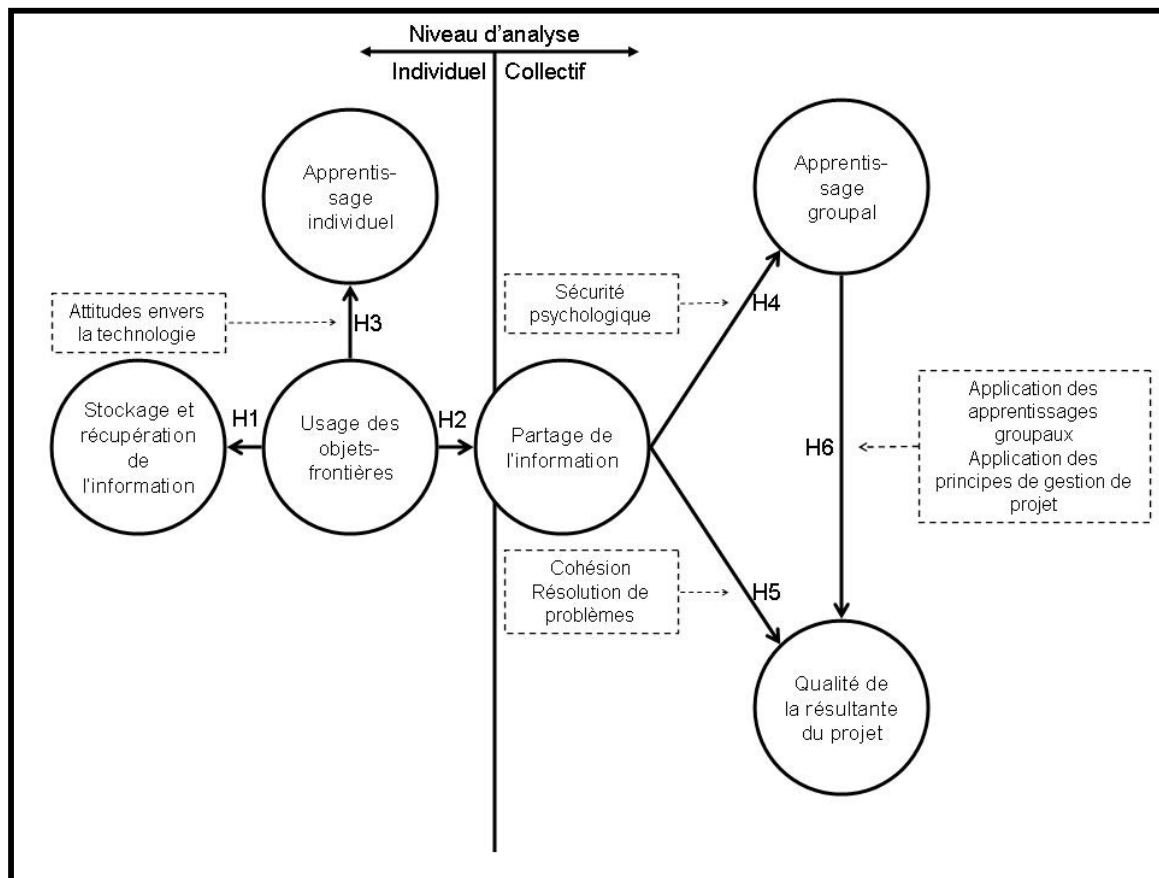 Niveau d'analyse
Individuel
Collectif
Apprentis-
sage
individuel
Apprentis-
sage
groupal
Attitudes envers
la technologie
H3
Sécurité
psychologique
H4
Stockage et
récupération
de
l'information
H1
Usage des
objets-
frontières
H2
Partage de
l'information
H6
Application des
apprentissages
groupaux
Application des
principes de gestion de
projet
Cohésion
Résolution de
problèmes
H5
Qualité de
la résultante
du projet